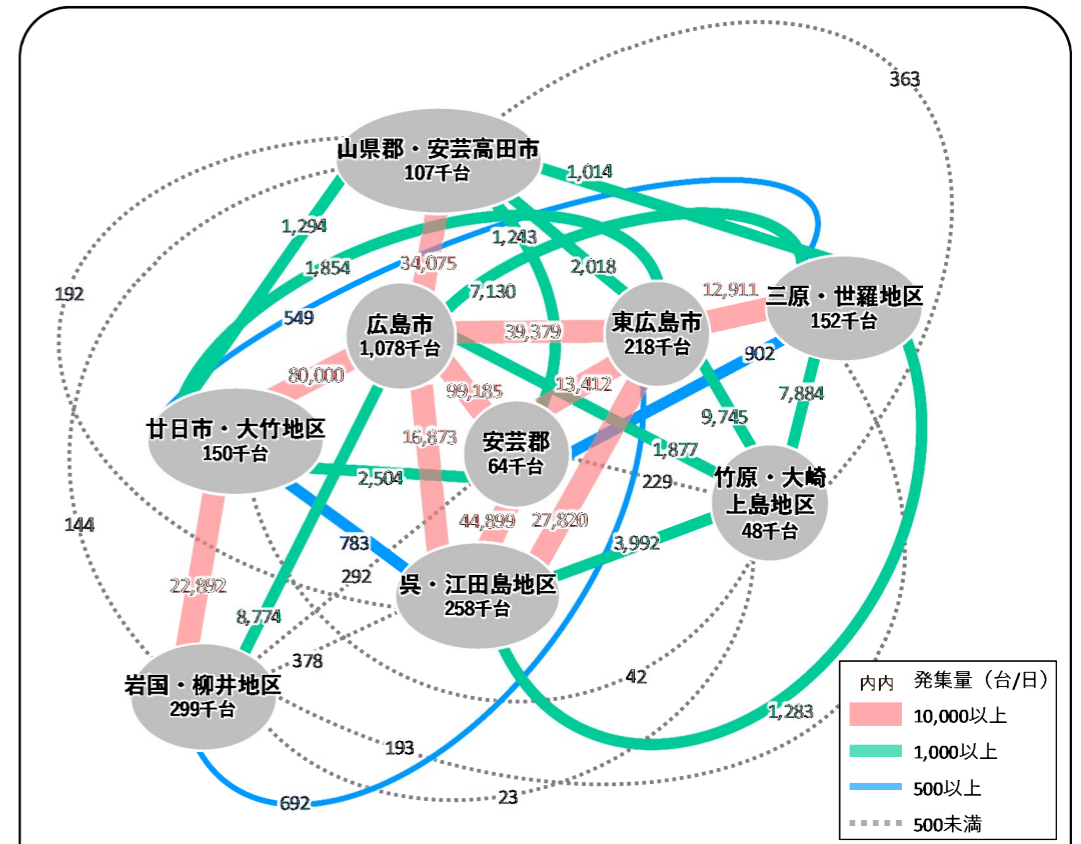 363
山県郡・安芸高田市
107千台
1,014
1,294
1,243
1,854
34,075
2,018
7,130
192
549
12,911
三原・世羅地区
152千台
広島市
1,078千台
39,379
東広島市
218千台
902
80,000
99,185
13,412
7,884
9,745
廿日市・大竹地区
150千台
16,873
安芸郡
64千台
1,877
2,504
229
竹原・大崎
上島地区
48千台
144
44,899
27,820
783
3,992
292
呉・江田島地区
258千台
22,892
8,774
378
岩国・柳井地区
299千台
42
1,283
193
23
692
内内 発集量（台/日）
10,000以上
1,000以上
500以上
500未満